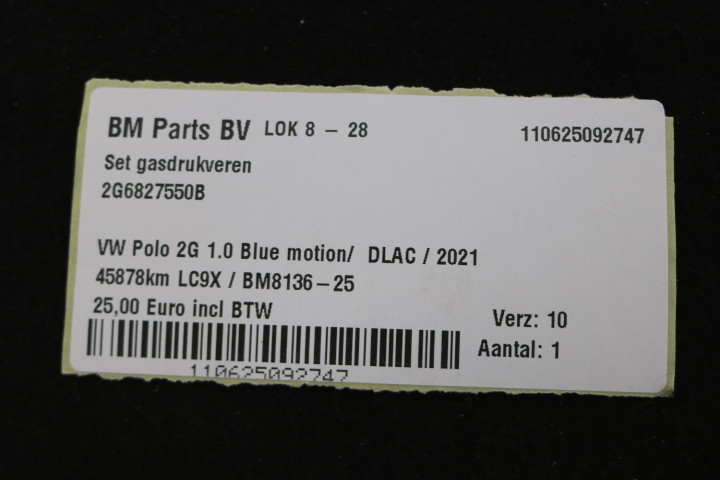 BM Parts BV LOK 8 - 28 110625092747
Set gasdrukveren
2G6827550B
VW Polo 2G 1.0 Blue motion/ DLAC / 2021
45878km LC9X / BM8136-25
25,00 Euro incl BTW
Verz: 10
Aantal: 1
110625092747